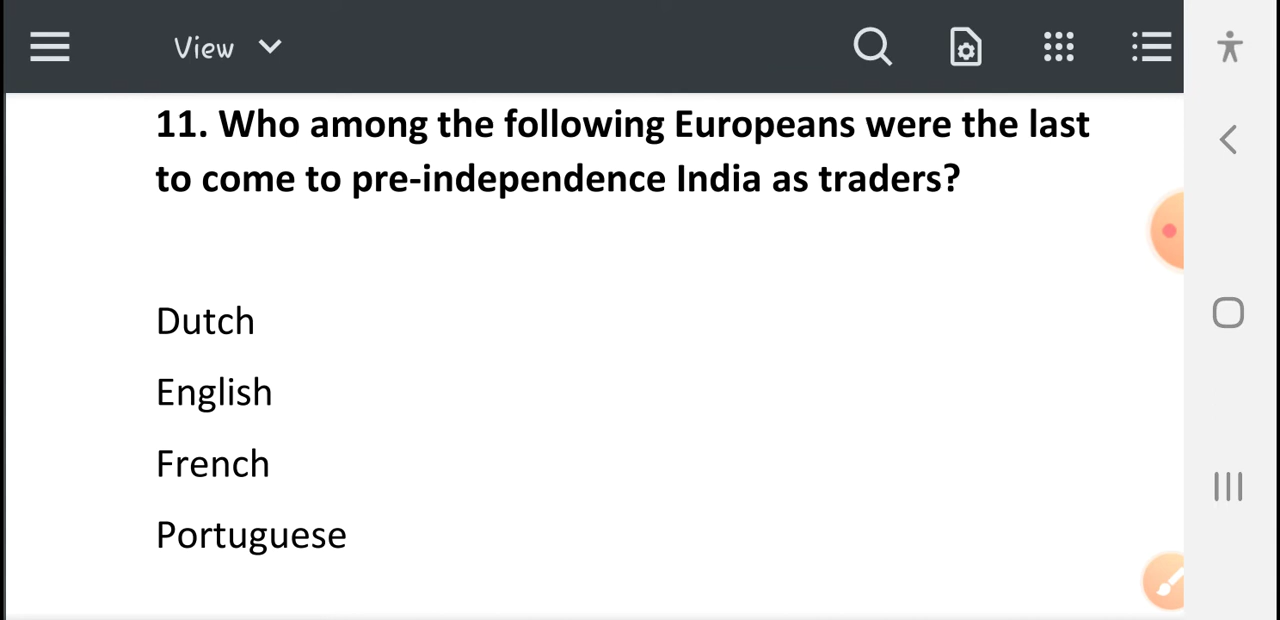 View
11. Who among the following Europeans were the last
to come to pre-independence India as traders?
Dutch
English
French
Portuguese